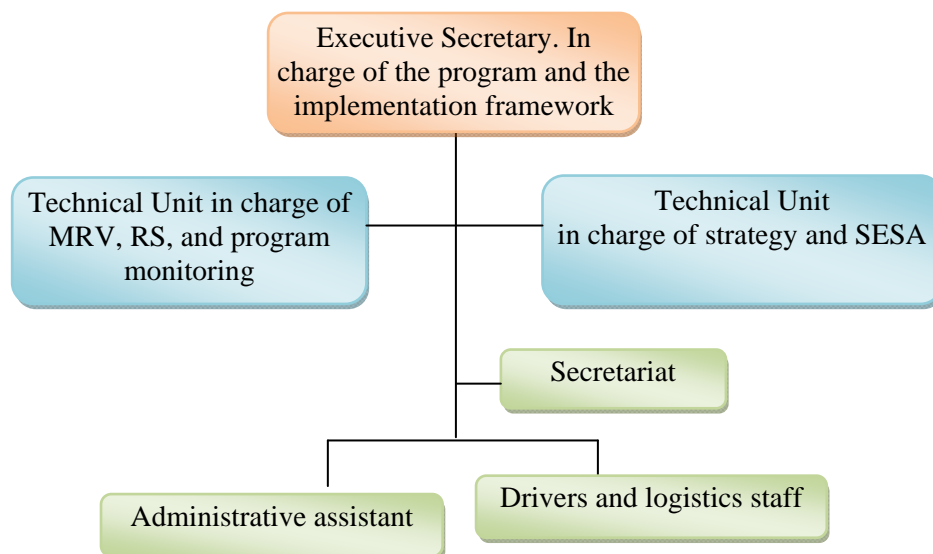 Executive Secretary. In
charge of the program and the
implementation framework
Technical Unit in charge of
MRV, RS, and program
monitoring
Technical Unit
in charge of strategy and SESA
Secretariat
Administrative assistant
Drivers and logistics staff